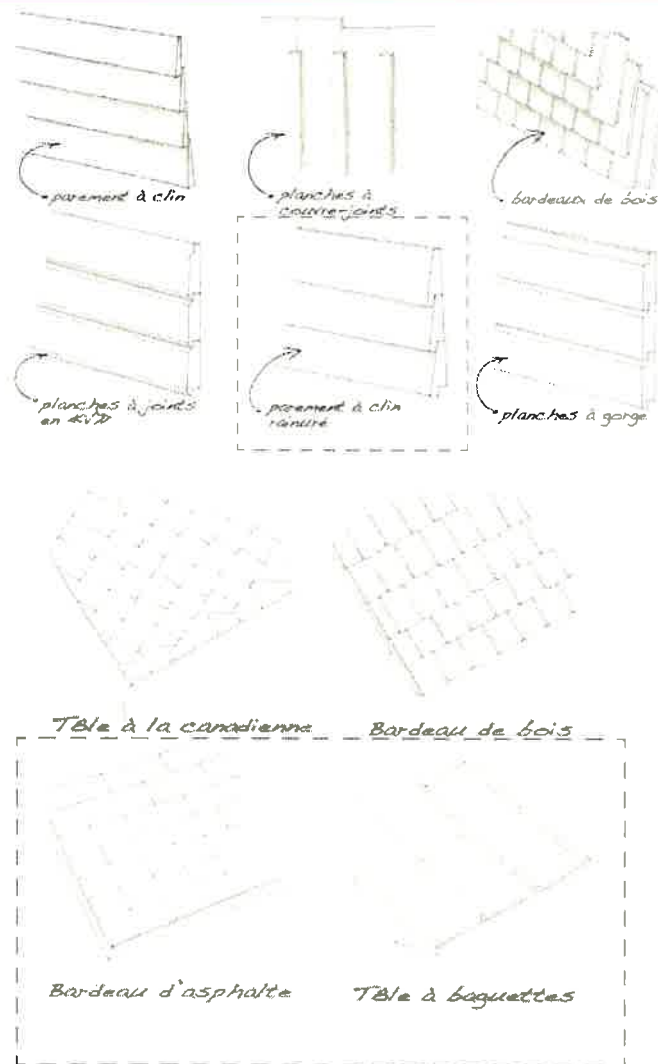 parement à clin
planches à
couvre-joints
bardeaux de bois
planches à joints
en «V»
parement à clin
rainuré
planches à gorge
Tôle à la canadienne
Bardeau de bois
Bardeau d'asphalte
Tôle à baguettes